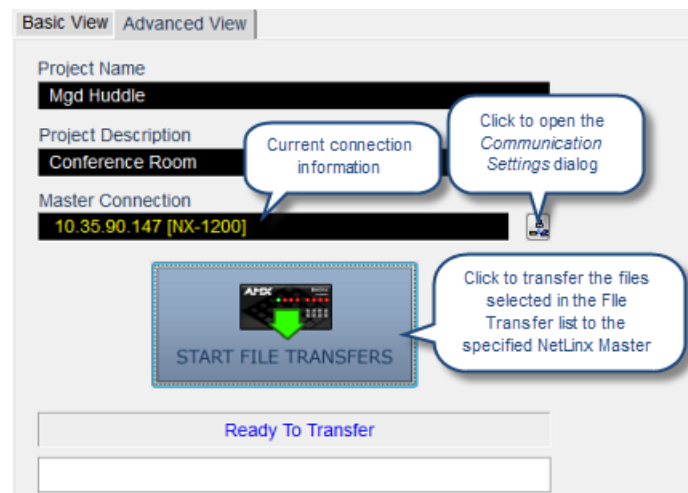 Basic View Advanced View
Project Name
Mgd Huddle
Project Description
Conference Room
Current connection
information
Click to open the
Communication
Settings dialog
Master Connection
10.35.90.147 [NX-1200]
AMX
START FILE TRANSFERS
Click to transfer the files
selected in the FIle
Transfer list to the
specified NetLinx Master
Ready To Transfer